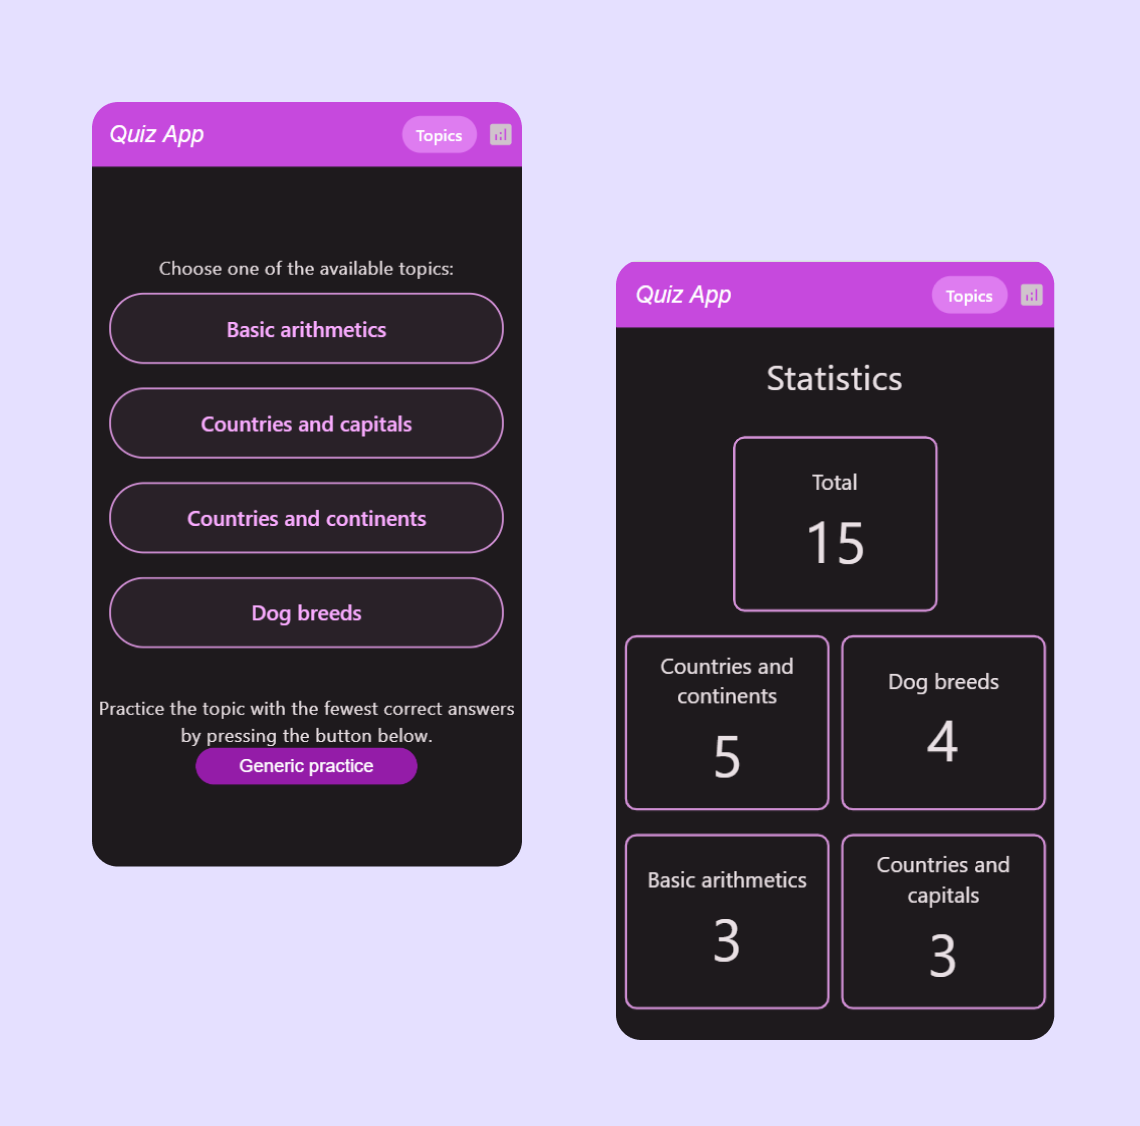 Quiz App
Topics
Choose one of the available topics:
Basic arithmetics
Countries and capitals
Countries and continents
Dog breeds
Practice the topic with the fewest correct answers
by pressing the button below.
Generic practice
Quiz App
Topics
Statistics
Total
15
Countries and
continents
5
Dog breeds
4
Basic arithmetics
3
Countries and
capitals
3